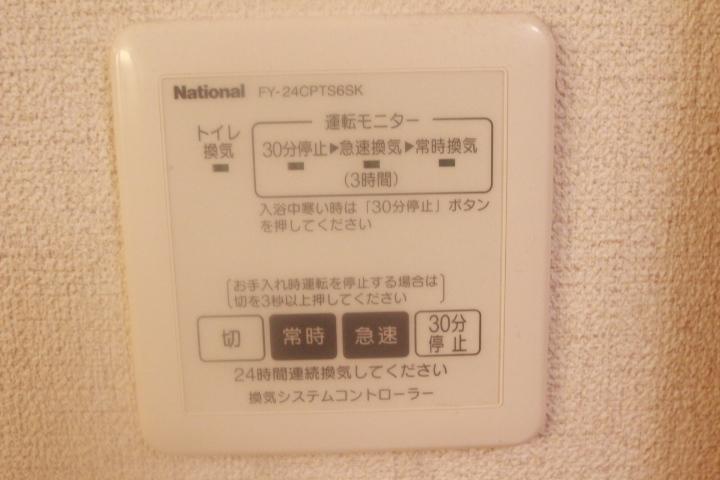 National FY-24CPTS6SK
トイレ
換気
運転モニター
30分停止▶急速換気▶常時換気
(3時間)
入浴中寒い時は「30分停止」ボタン
を押してください
お手入れ時運転を停止する場合は
切を3秒以上押してください
切 常時 急速 30分
停止
24時間連続換気してください
換気システムコントローラー